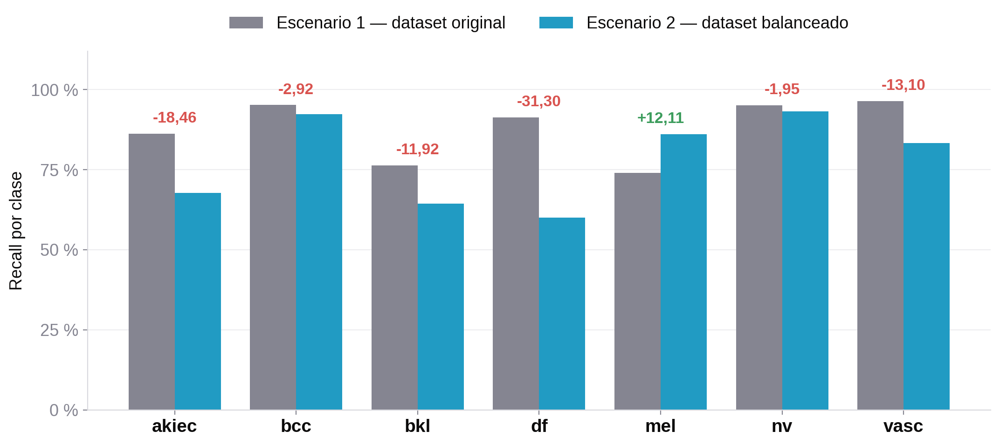 Escenario 1 — dataset original
Escenario 2 — dataset balanceado
Recall por clase
100 %
75 %
50 %
25 %
0 %
-18,46
-2,92
-11,92
-31,30
+12,11
-1,95
-13,10
akiec
bcc
bkl
df
mel
nv
vasc